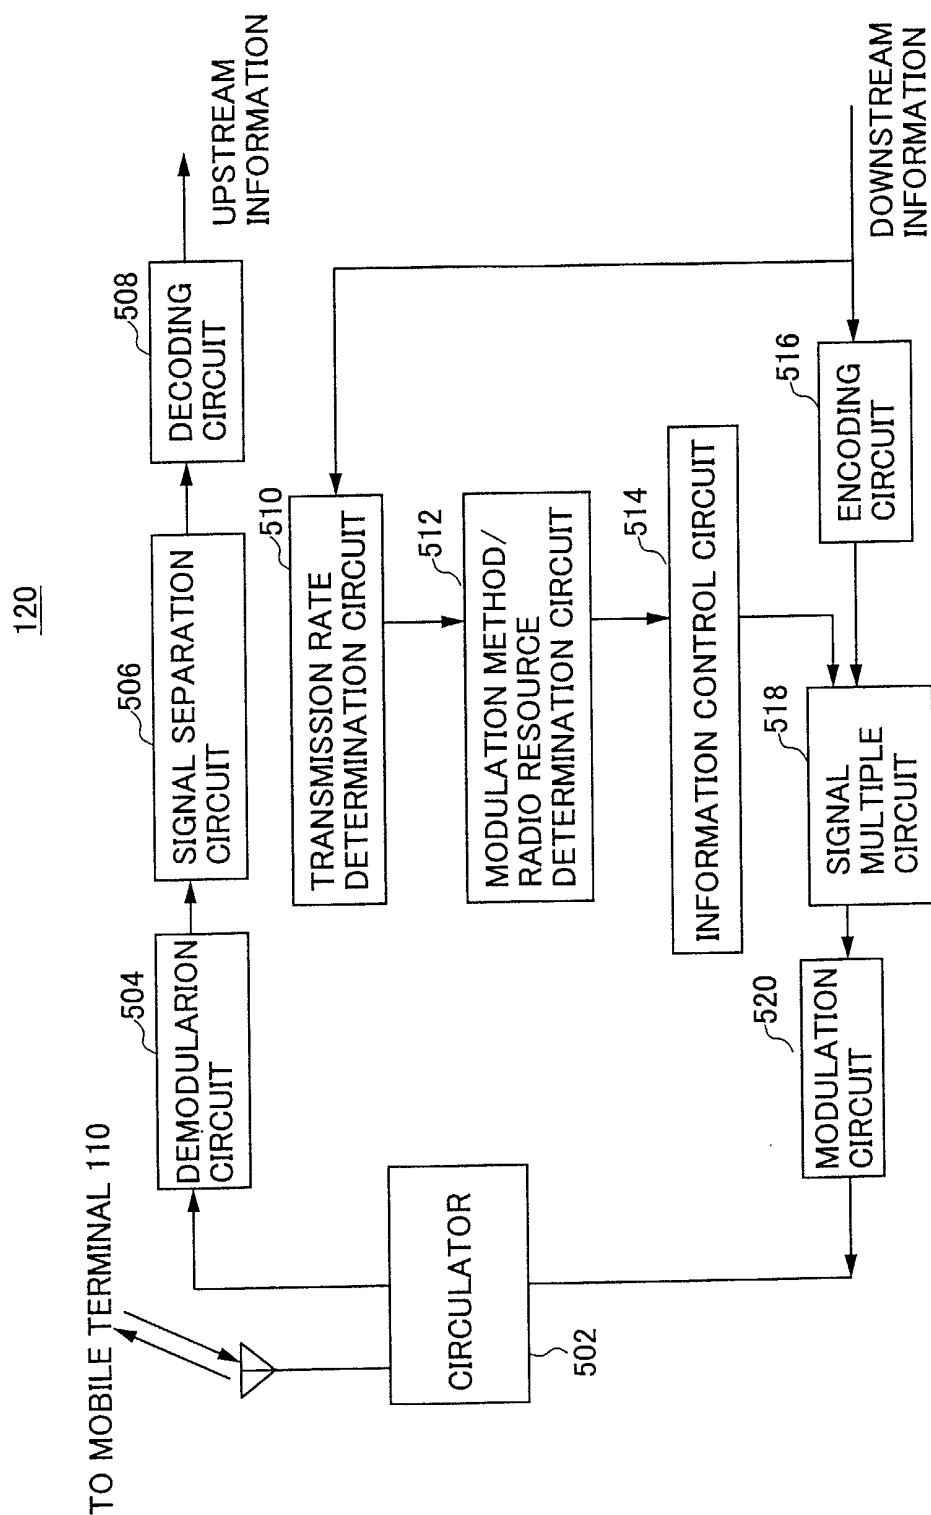 120
TO MOBILE TERMINAL 110
504
DEMODULARION
CIRCUIT
506
SIGNAL SEPARATION
CIRCUIT
508
DECODING
CIRCUIT
UPSTREAM
INFORMATION
510
TRANSMISSION RATE
DETERMINATION CIRCUIT
512
MODULATION METHOD/
RADIO RESOURCE
DETERMINATION CIRCUIT
CIRCULATOR
502
514
INFORMATION CONTROL CIRCUIT
520
MODULATION
CIRCUIT
518
SIGNAL
MULTIPLE
CIRCUIT
516
ENCODING
CIRCUIT
DOWNSTREAM
INFORMATION